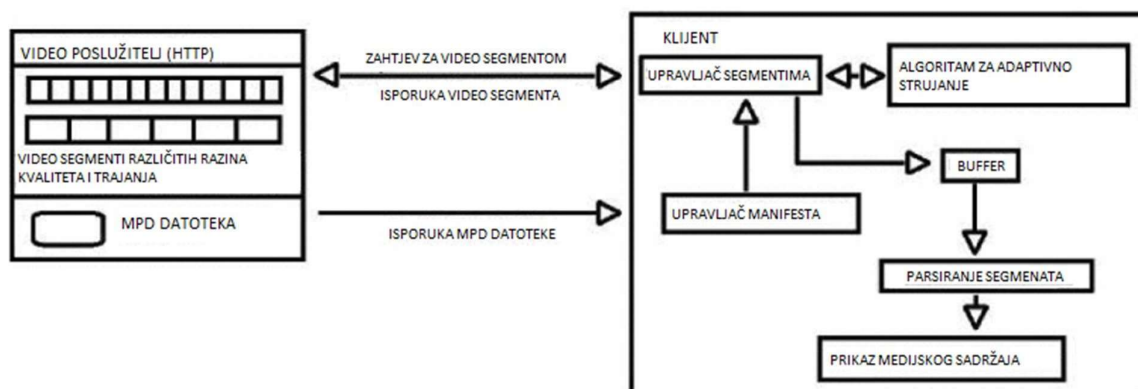 VIDEO POSLUŽITELJ (HTTP)
VIDEO SEGMENTI RAZLIČITIH RAZINA
KVALITETA I TRAJANJA
MPD DATOTEKA
ZAHTJEV ZA VIDEO SEGMENTOM
ISPORUKA VIDEO SEGMENTA
ISPORUKA MPD DATOTEKE
KLIJENT
UPRAVLJAČ SEGMENTIMA
ALGORITAM ZA ADAPTIVNO
STRUJANJE
BUFFER
UPRAVLJAČ MANIFESTA
PARSIRANJE SEGMENATA
PRIKAZ MEDIJSKOG SADRŽAJA